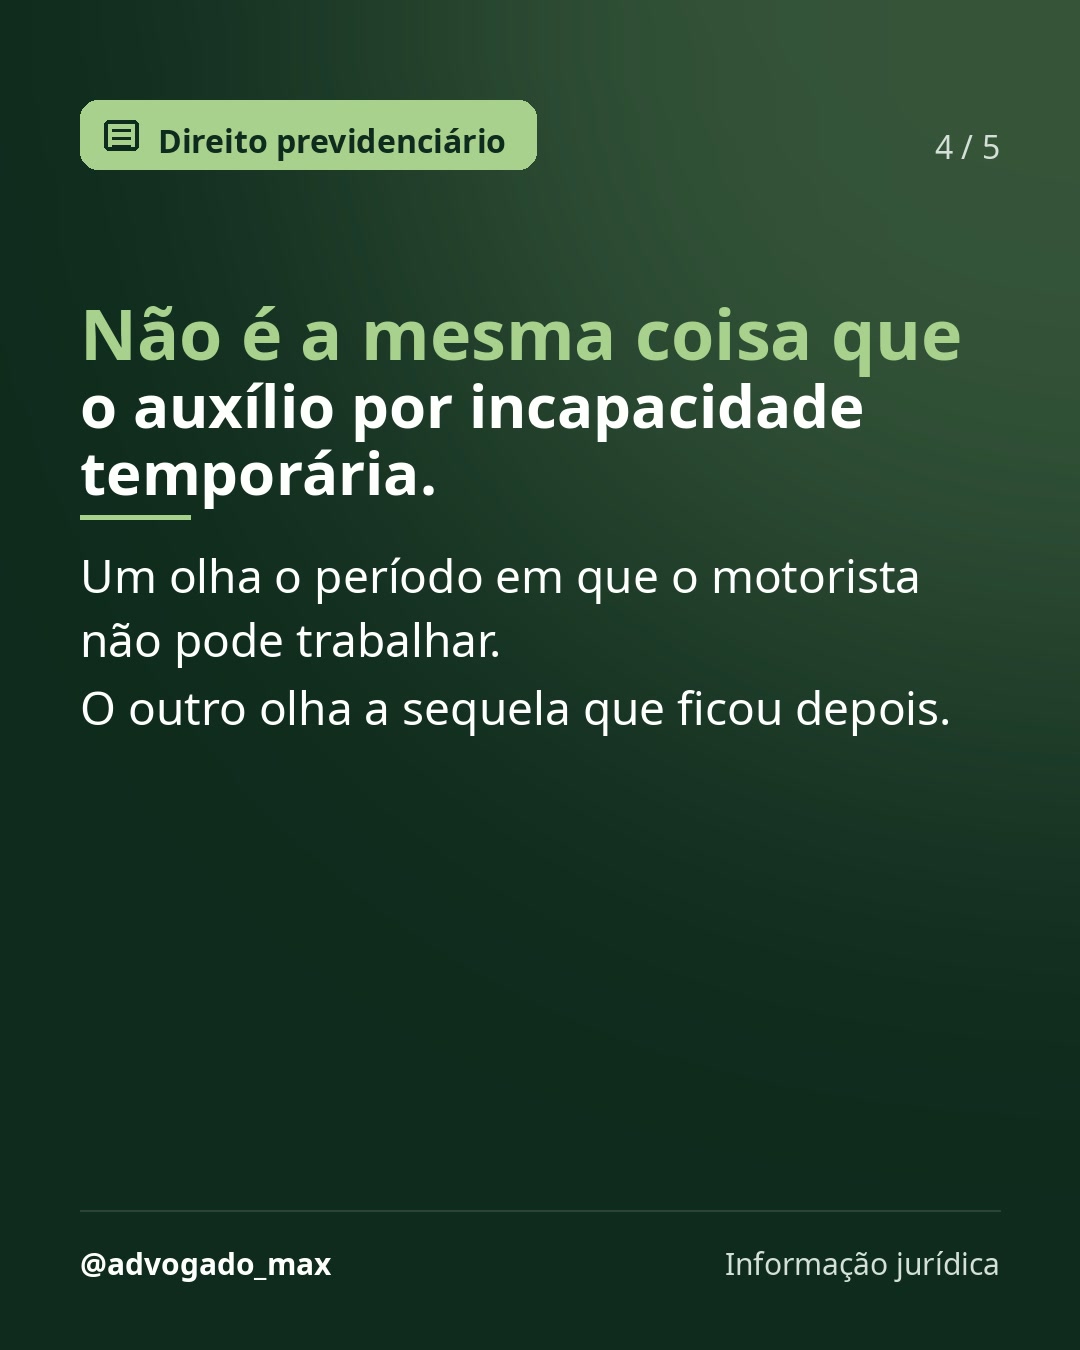 Direito previdenciário
4 / 5
Não é a mesma coisa que
o auxílio por incapacidade
temporária.
Um olha o período em que o motorista
não pode trabalhar.
O outro olha a sequela que ficou depois.
@advogado_max
Informação jurídica